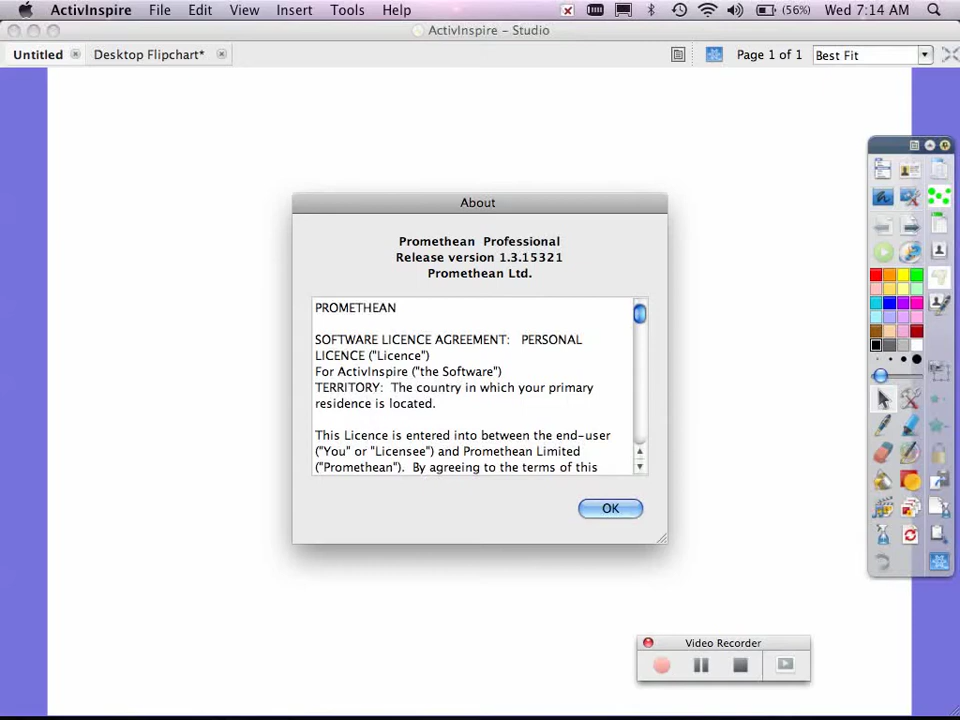 ActivInspire File Edit View Insert Tools Help (56%) Wed 7:14 AM
ActivInspire - Studio
Untitled Desktop Flipchart* Page 1 of 1 Best Fit
About
Promethean Professional
Release version 1.3.15321
Promethean Ltd.
PROMETHEAN
SOFTWARE LICENCE AGREEMENT: PERSONAL
LICENCE ("Licence")
For ActivInspire ("the Software")
TERRITORY: The country in which your primary
residence is located.
This Licence is entered into between the end-user
("You" or "Licensee") and Promethean Limited
("Promethean"). By agreeing to the terms of this
OK
Video Recorder